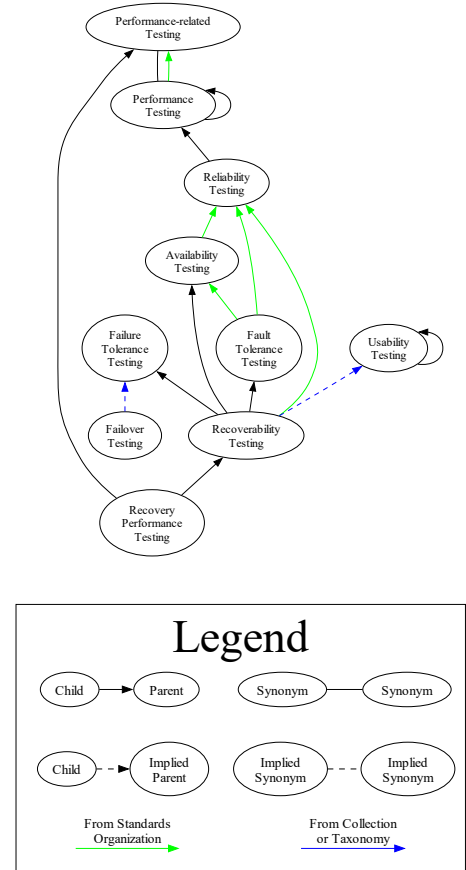 Performance-related
Testing
Performance
Testing
Reliability
Testing
Availability
Testing
Failure
Tolerance
Testing
Fault
Tolerance
Testing
Usability
Testing
Failover
Testing
Recoverability
Testing
Recovery
Performance
Testing
Legend
Child
Parent
Synonym
Synonym
Child
Implied
Parent
Implied
Synonym
Implied
Synonym
From Standards
Organization
From Collection
or Taxonomy